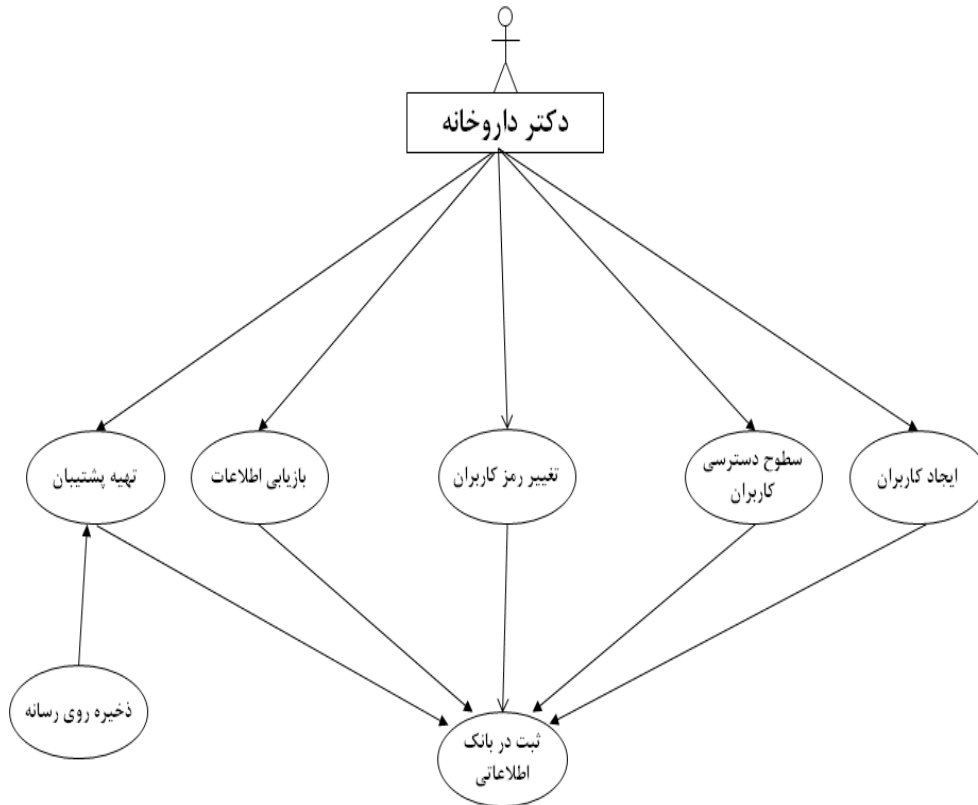 دکتر داروخانه
ایجاد کاربران
سطوح دسترسی
کاربران
تغییر رمز کاربران
بازیابی اطلاعات
تهیه پشتیبان
ذخیره روی رسانه
ثبت در بانک
اطلاعاتی